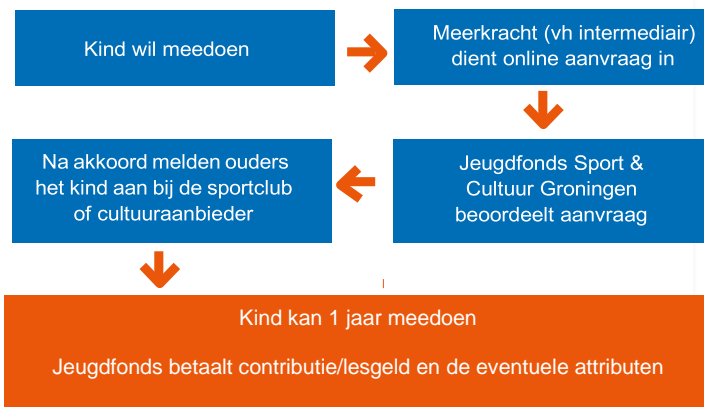 Kind wil meedoen
Meerkracht (vh intermediair)
dient online aanvraag in
Jeugdfonds Sport &
Cultuur Groningen
beoordeelt aanvraag
Na akkoord melden ouders
het kind aan bij de sportclub
of cultuuraanbieder
Kind kan 1 jaar meedoen
Jeugdfonds betaalt contributie/lesgeld en de eventuele attributen